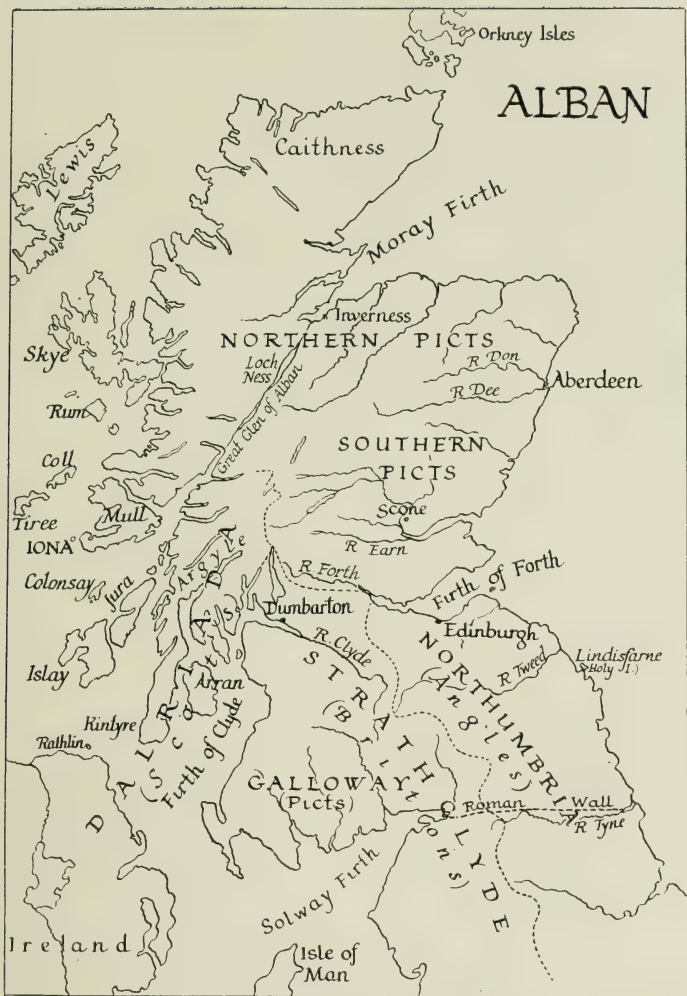 Orkney Isles
ALBAN
Caithness
Lewis
Moray Firth
Inverness
NORTHERN PICTS
Skye
Loch
Ness
R Don
R Dee
Aberdeen
Rum
Great Glen of Alban
SOUTHERN
PICTS
Coll
Scone
Tiree
Mull
IONA
R Earn
Argyle
Colonsay
Jura
R Forth
Firth of Forth
Dumbarton
Edinburgh
R Clyde
R Tweed
Lindisfarne
(Holy I.)
Islay
Arran
NORTHUMBRIA
(Angles)
STRATHCLYDE
(Britons)
Kintyre
Rathlin
DALRIADA
(Scots)
Firth of Clyde
GALLOWAY
(Picts)
Roman Wall
R Tyne
Solway Firth
Ireland
Isle of
Man